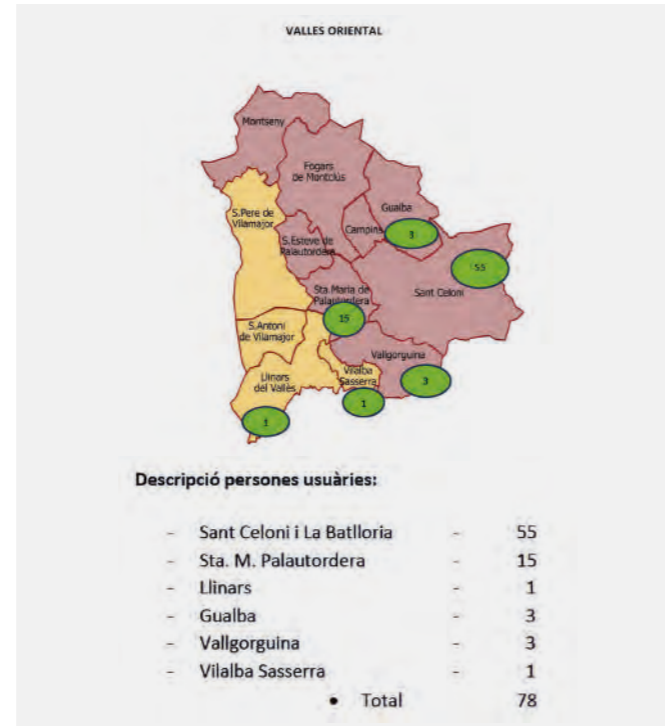 VALLES ORIENTAL
Montseny
Fogars
de Montclús
Gualba
S.Pere de
Vilamajor
Campins
3
S.Esteve de
Palautordera
55
Sta.Maria de
Palautordera
Sant Celoni
15
S.Antoni
de Vilamajor
Vallgorguina
Vilalba
Sasserra
Llinars
del Vallès
3
1
1
Descripció persones usuàries:
- Sant Celoni i La Batlloria - 55
- Sta. M. Palautordera - 15
- Llinars - 1
- Gualba - 3
- Vallgorguina - 3
- Vilalba Sasserra - 1
• Total 78